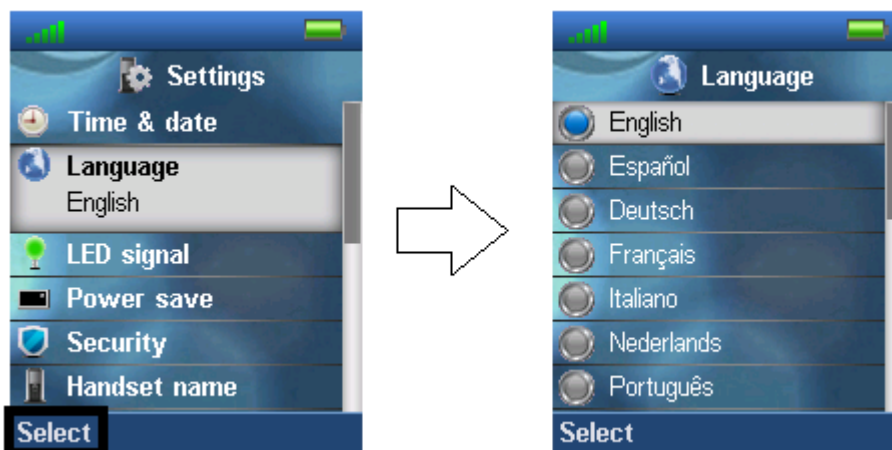 Settings
Time & date
Language
English
LED signal
Power save
Security
Handset name
Select
Language
English
Español
Deutsch
Français
Italiano
Nederlands
Português
Select